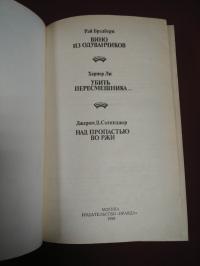 Рэй Брэдбери
ВИНО
ИЗ ОДУВАНЧИКОВ
Харпер Ли
УБИТЬ
ПЕРЕСМЕШНИКА...
Джером Д. Сэлинджер
НАД ПРОПАСТЬЮ
ВО РЖИ
МОСКВА
ИЗДАТЕЛЬСТВО «ПРАВДА»